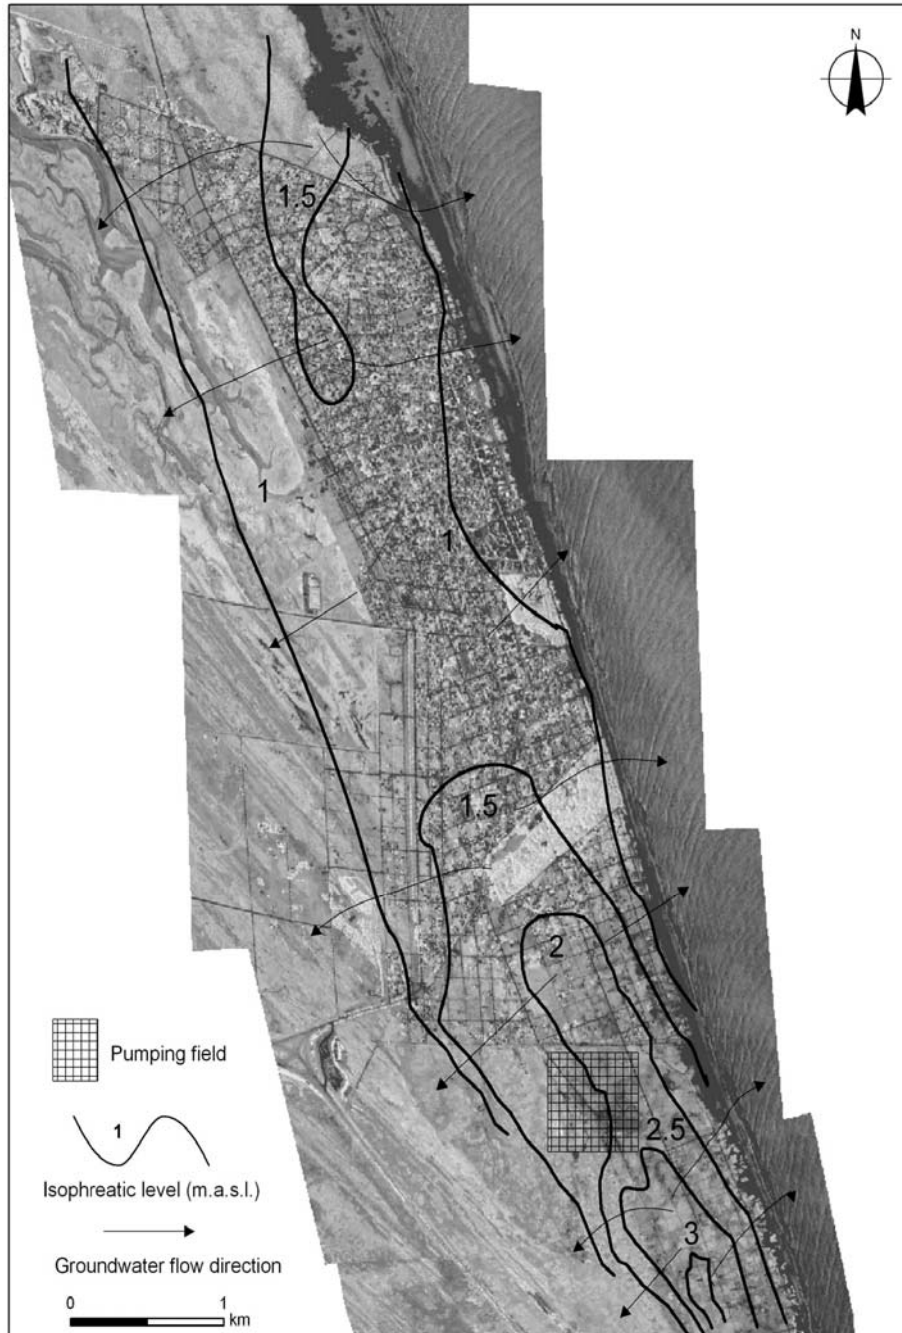 N
1.5
1
1
1.5
2
2.5
3
Pumping field
1
Isophreatic level (m.a.s.l.)
Groundwater flow direction
0 1
km